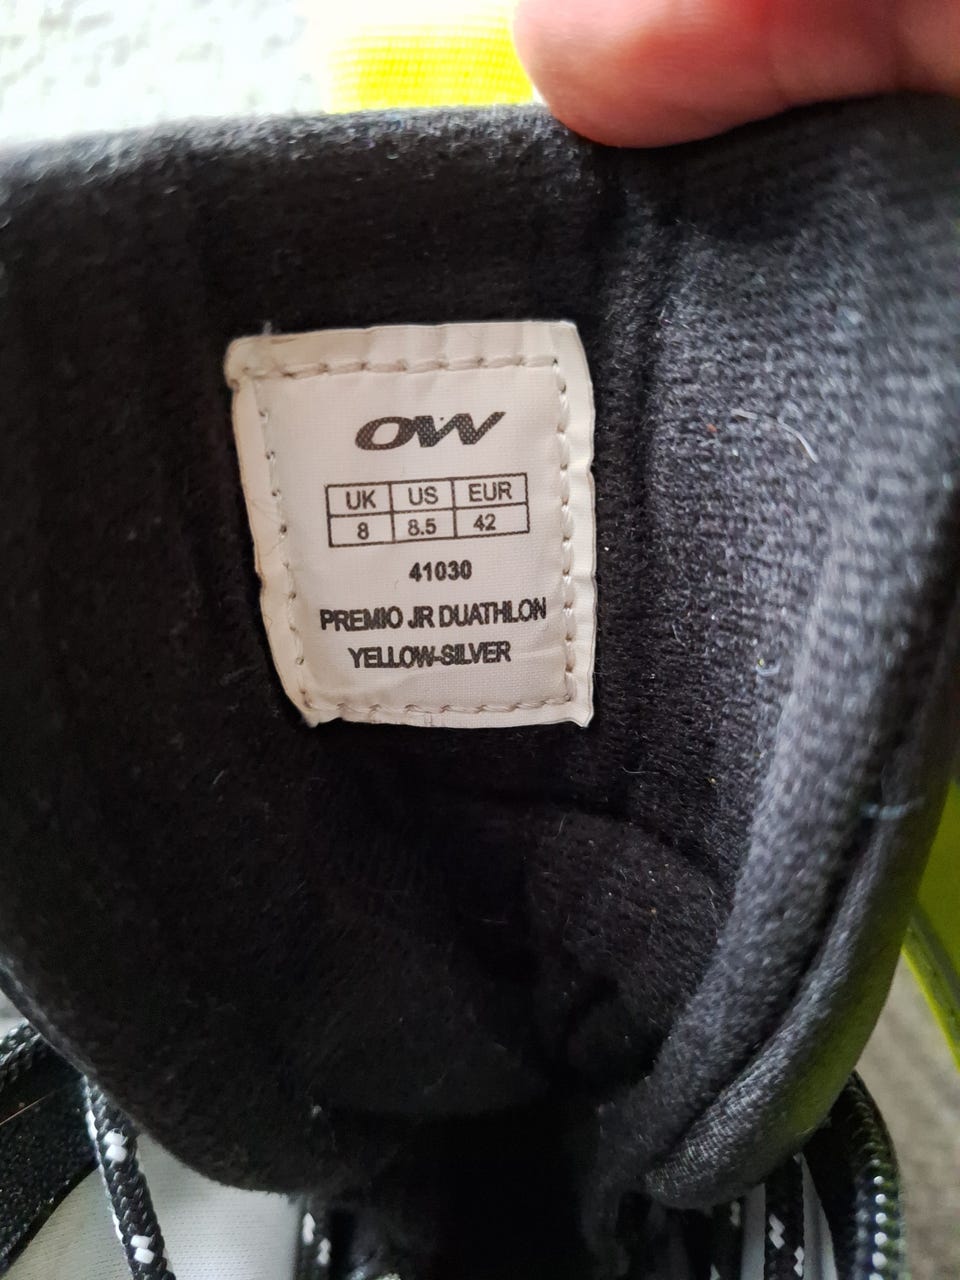 OW
UK US EUR
8 8.5 42
41030
PREMIO JR DUATHLON
YELLOW-SILVER